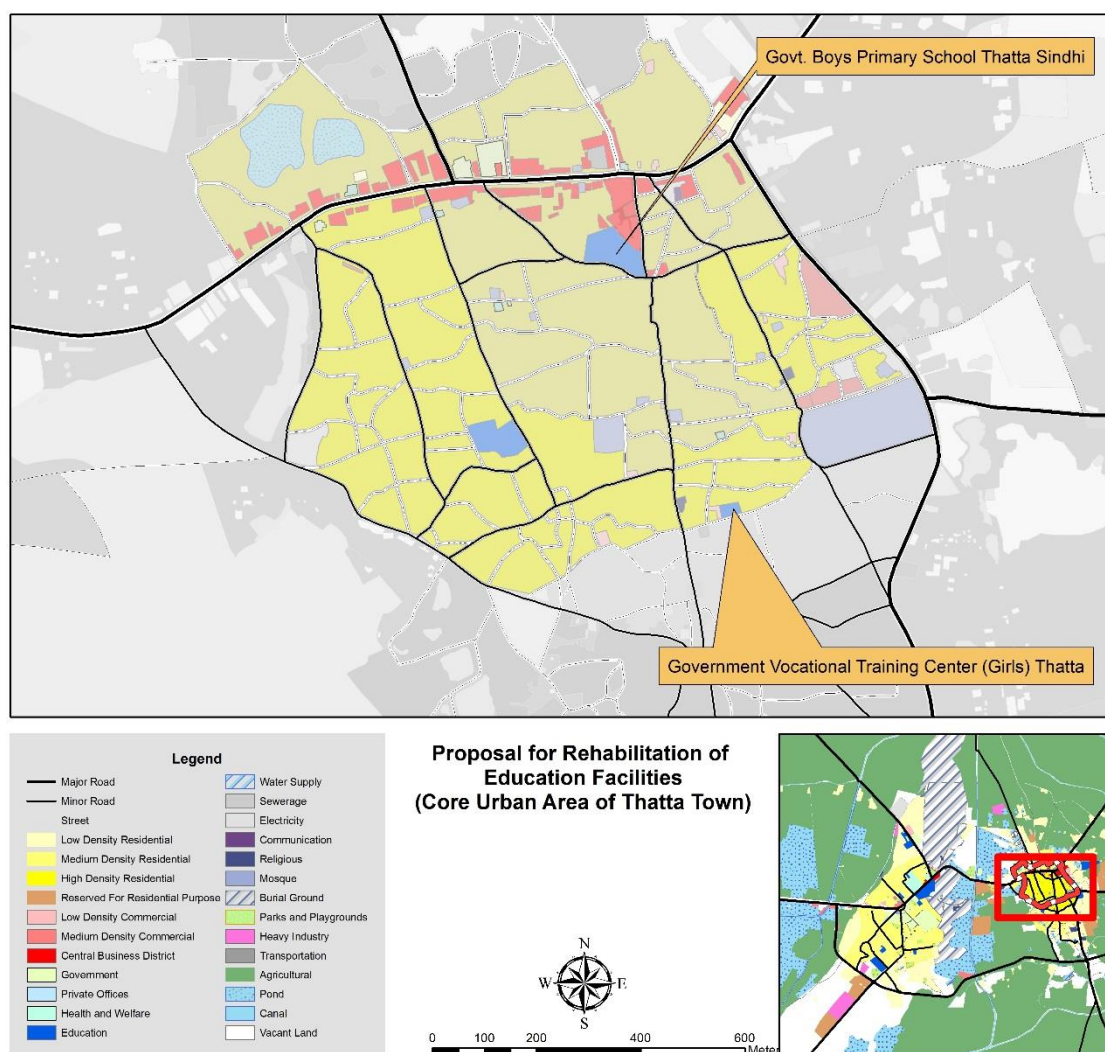 Govt. Boys Primary School Thatta Sindhi
Government Vocational Training Center (Girls) Thatta
Legend
Major Road
Minor Road
Street
Low Density Residential
Medium Density Residential
High Density Residential
Reserved For Residential Purpose
Low Density Commercial
Medium Density Commercial
Central Business District
Government
Private Offices
Health and Welfare
Education
Water Supply
Sewerage
Electricity
Communication
Religious
Mosque
Burial Ground
Parks and Playgrounds
Heavy Industry
Transportation
Agricultural
Pond
Canal
Vacant Land
Proposal for Rehabilitation of
Education Facilities
(Core Urban Area of Thatta Town)
N
W E
S
0 100 200 400 600
Meter